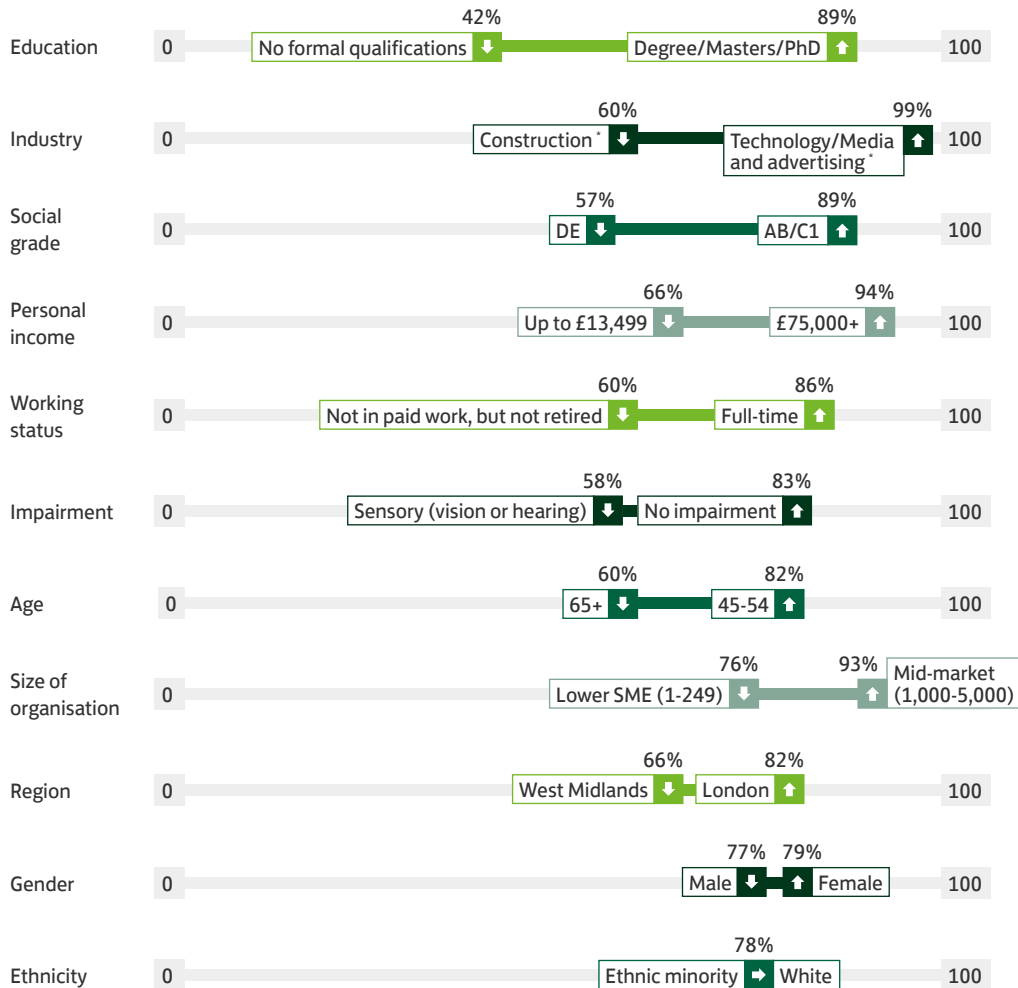 42% 89%
Education 0 No formal qualifications Degree/Masters/PhD 100
60% 99%
Industry 0 Construction * Technology/Media 100
and advertising *
57% 89%
Social
grade 0 DE AB/C1 100
66% 94%
Personal
income 0 Up to £13,499 £75,000+ 100
60% 86%
Working
status 0 Not in paid work, but not retired Full-time 100
58% 83%
Impairment 0 Sensory (vision or hearing) No impairment 100
60% 82%
Age 0 65+ 45-54 100
76% 93% Mid-market
Size of
organisation 0 Lower SME (1-249) (1,000-5,000) 100
66% 82%
Region 0 West Midlands London 100
77% 79%
Gender 0 Male Female 100
78%
Ethnicity 0 Ethnic minority White 100